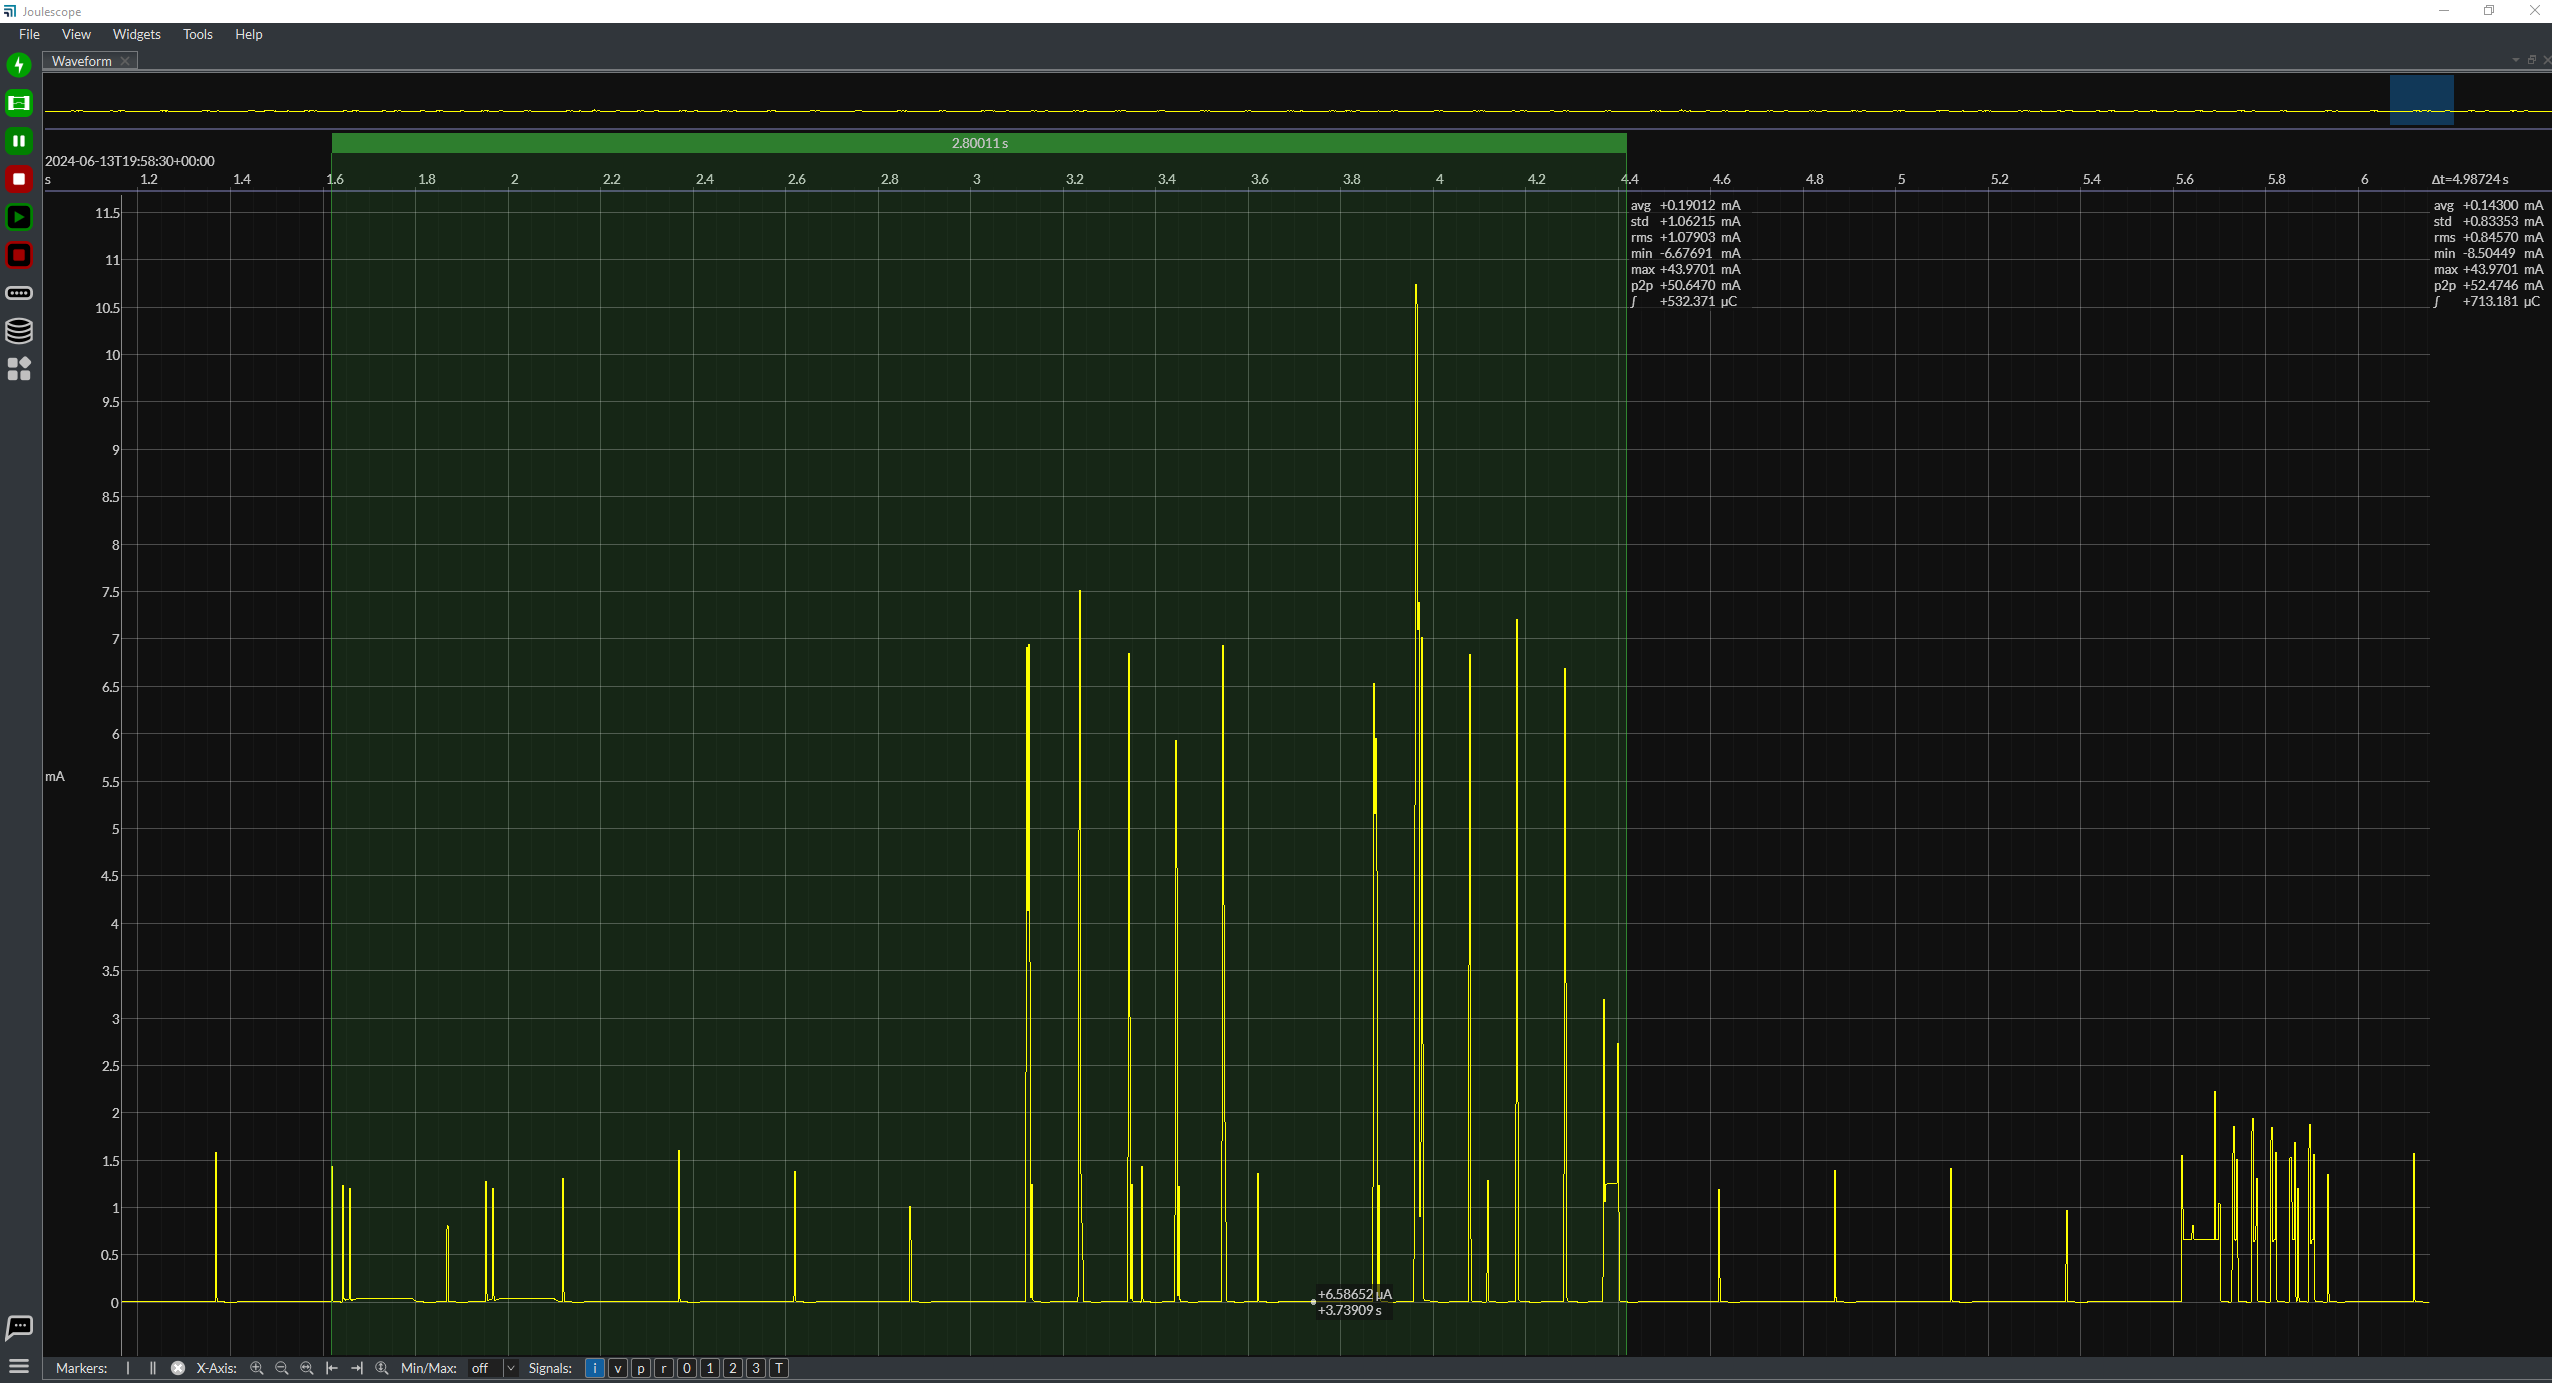 Joulescope
File View Widgets Tools Help
Waveform
2.80011 s
2024-06-13T19:58:30+00:00
s 1.2 1.4 1.6 1.8 2 2.2 2.4 2.6 2.8 3 3.2 3.4 3.6 3.8 4 4.2 4.4 4.6 4.8 5 5.2 5.4 5.6 5.8 6 Δt=4.98724 s
avg +0.19012 mA
std +1.06215 mA
rms +1.07903 mA
min -6.67691 mA
max +43.9701 mA
p2p +50.6470 mA
∫ +532.371 µC
avg +0.14300 mA
std +0.83353 mA
rms +0.84570 mA
min -8.50449 mA
max +43.9701 mA
p2p +52.4746 mA
∫ +713.181 µC
11.5
11
10.5
10
9.5
9
8.5
8
7.5
7
6.5
6
mA
5.5
5
4.5
4
3.5
3
2.5
2
1.5
1
0.5
0
+6.58652 µA
+3.73909 s
Markers: X-Axis: Min/Max: off Signals: i v p r 0 1 2 3 T